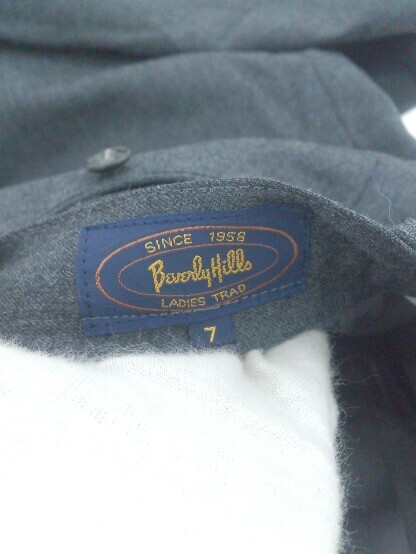 SINCE 1958
Beverly Hills
LADIES TRAD
7